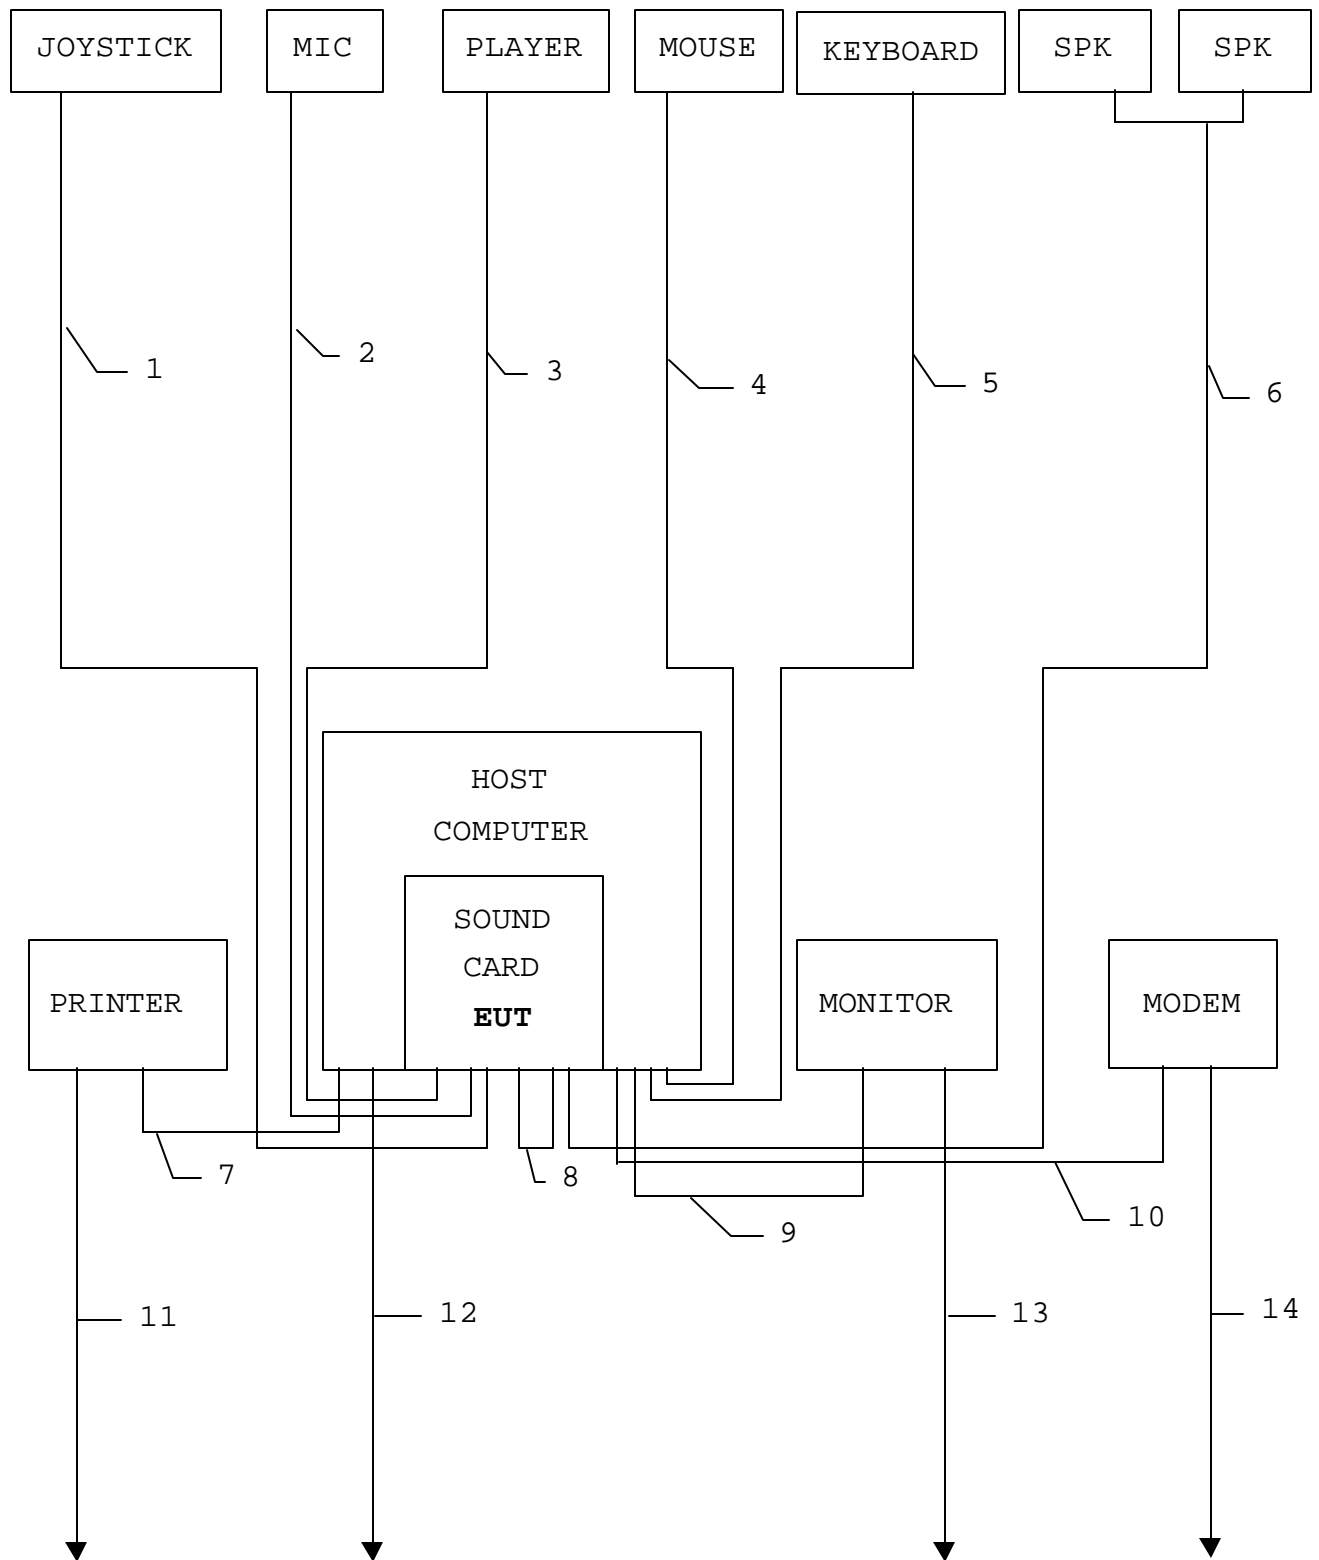 JOYSTICK
MIC
PLAYER
MOUSE
KEYBOARD
SPK
SPK
1
2
3
4
5
6
HOST
COMPUTER
SOUND
CARD
EUT
PRINTER
MONITOR
MODEM
7
8
9
10
11
12
13
14